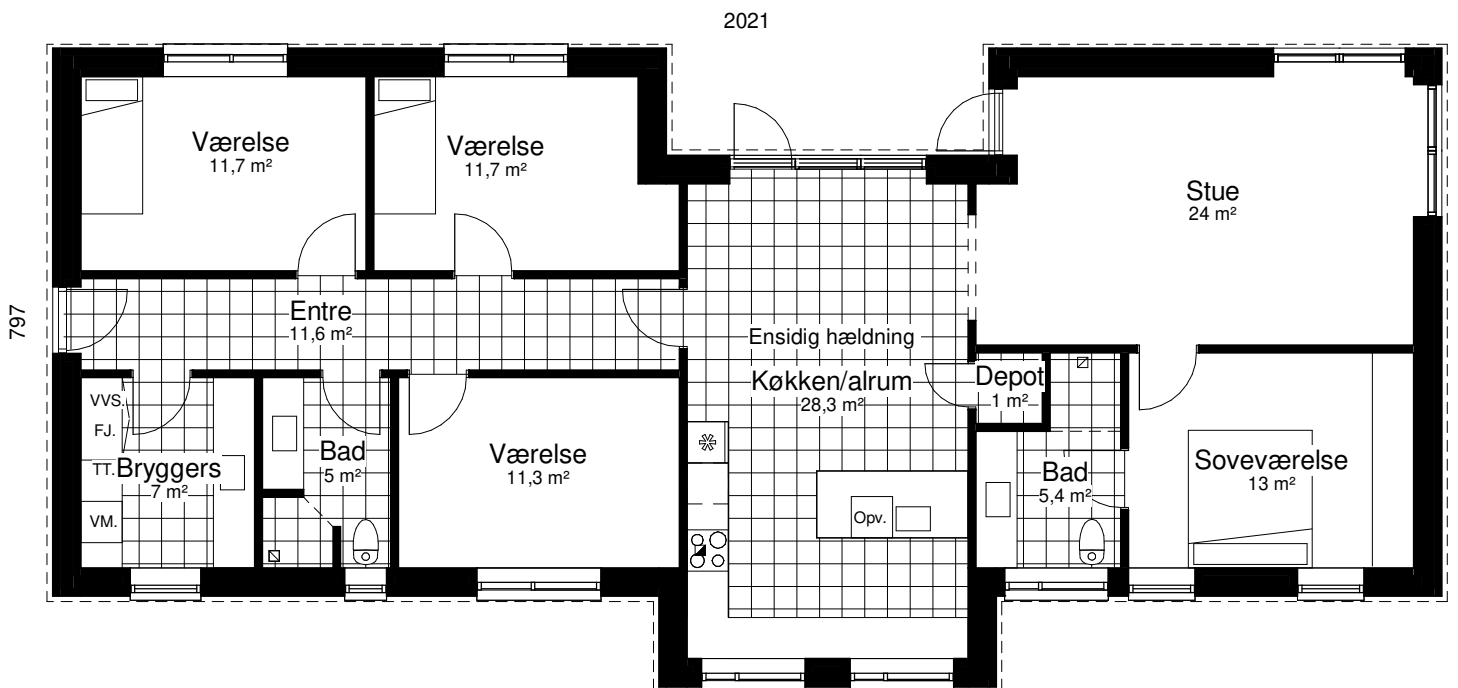 2021
797
Værelse
11,7 m²
Værelse
11,7 m²
Stue
24 m²
Entre
11,6 m²
Ensidig hældning
Køkken/alrum
28,3 m²
Depot
1 m²
VVS.
FJ.
TT.
VM.
Bryggers
7 m²
Bad
5 m²
Værelse
11,3 m²
Opv.
Bad
5,4 m²
Soveværelse
13 m²